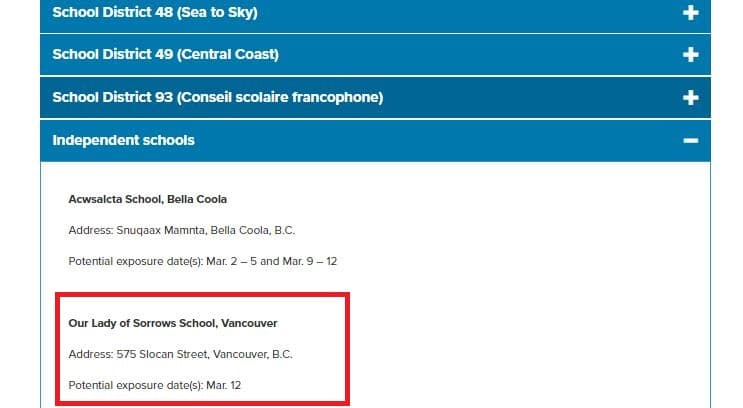 School District 48 (Sea to Sky)
School District 49 (Central Coast)
School District 93 (Conseil scolaire francophone)
Independent schools
Acwsalcta School, Bella Coola
Address: Snuqaax Mamnta, Bella Coola, B.C.
Potential exposure date(s): Mar. 2 – 5 and Mar. 9 – 12
Our Lady of Sorrows School, Vancouver
Address: 575 Slocan Street, Vancouver, B.C.
Potential exposure date(s): Mar. 12